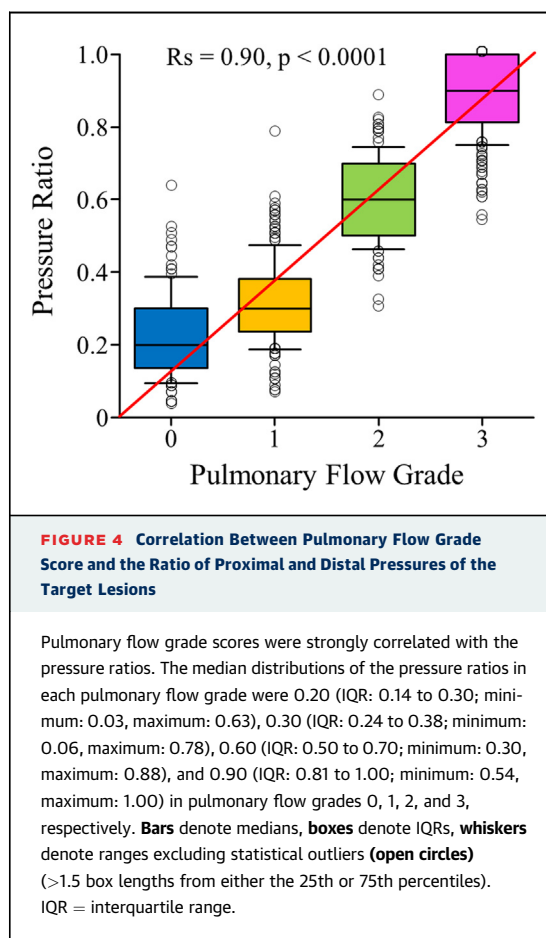 Rs = 0.90, p < 0.0001
1.0
0.8
0.6
0.4
0.2
0
Pressure Ratio
0 1 2 3
Pulmonary Flow Grade
FIGURE 4 Correlation Between Pulmonary Flow Grade
Score and the Ratio of Proximal and Distal Pressures of the
Target Lesions
Pulmonary flow grade scores were strongly correlated with the
pressure ratios. The median distributions of the pressure ratios in
each pulmonary flow grade were 0.20 (IQR: 0.14 to 0.30; mini-
mum: 0.03, maximum: 0.63), 0.30 (IQR: 0.24 to 0.38; minimum:
0.06, maximum: 0.78), 0.60 (IQR: 0.50 to 0.70; minimum: 0.30,
maximum: 0.88), and 0.90 (IQR: 0.81 to 1.00; minimum: 0.54,
maximum: 1.00) in pulmonary flow grades 0, 1, 2, and 3,
respectively. Bars denote medians, boxes denote IQRs, whiskers
denote ranges excluding statistical outliers (open circles)
(>1.5 box lengths from either the 25th or 75th percentiles).
IQR = interquartile range.